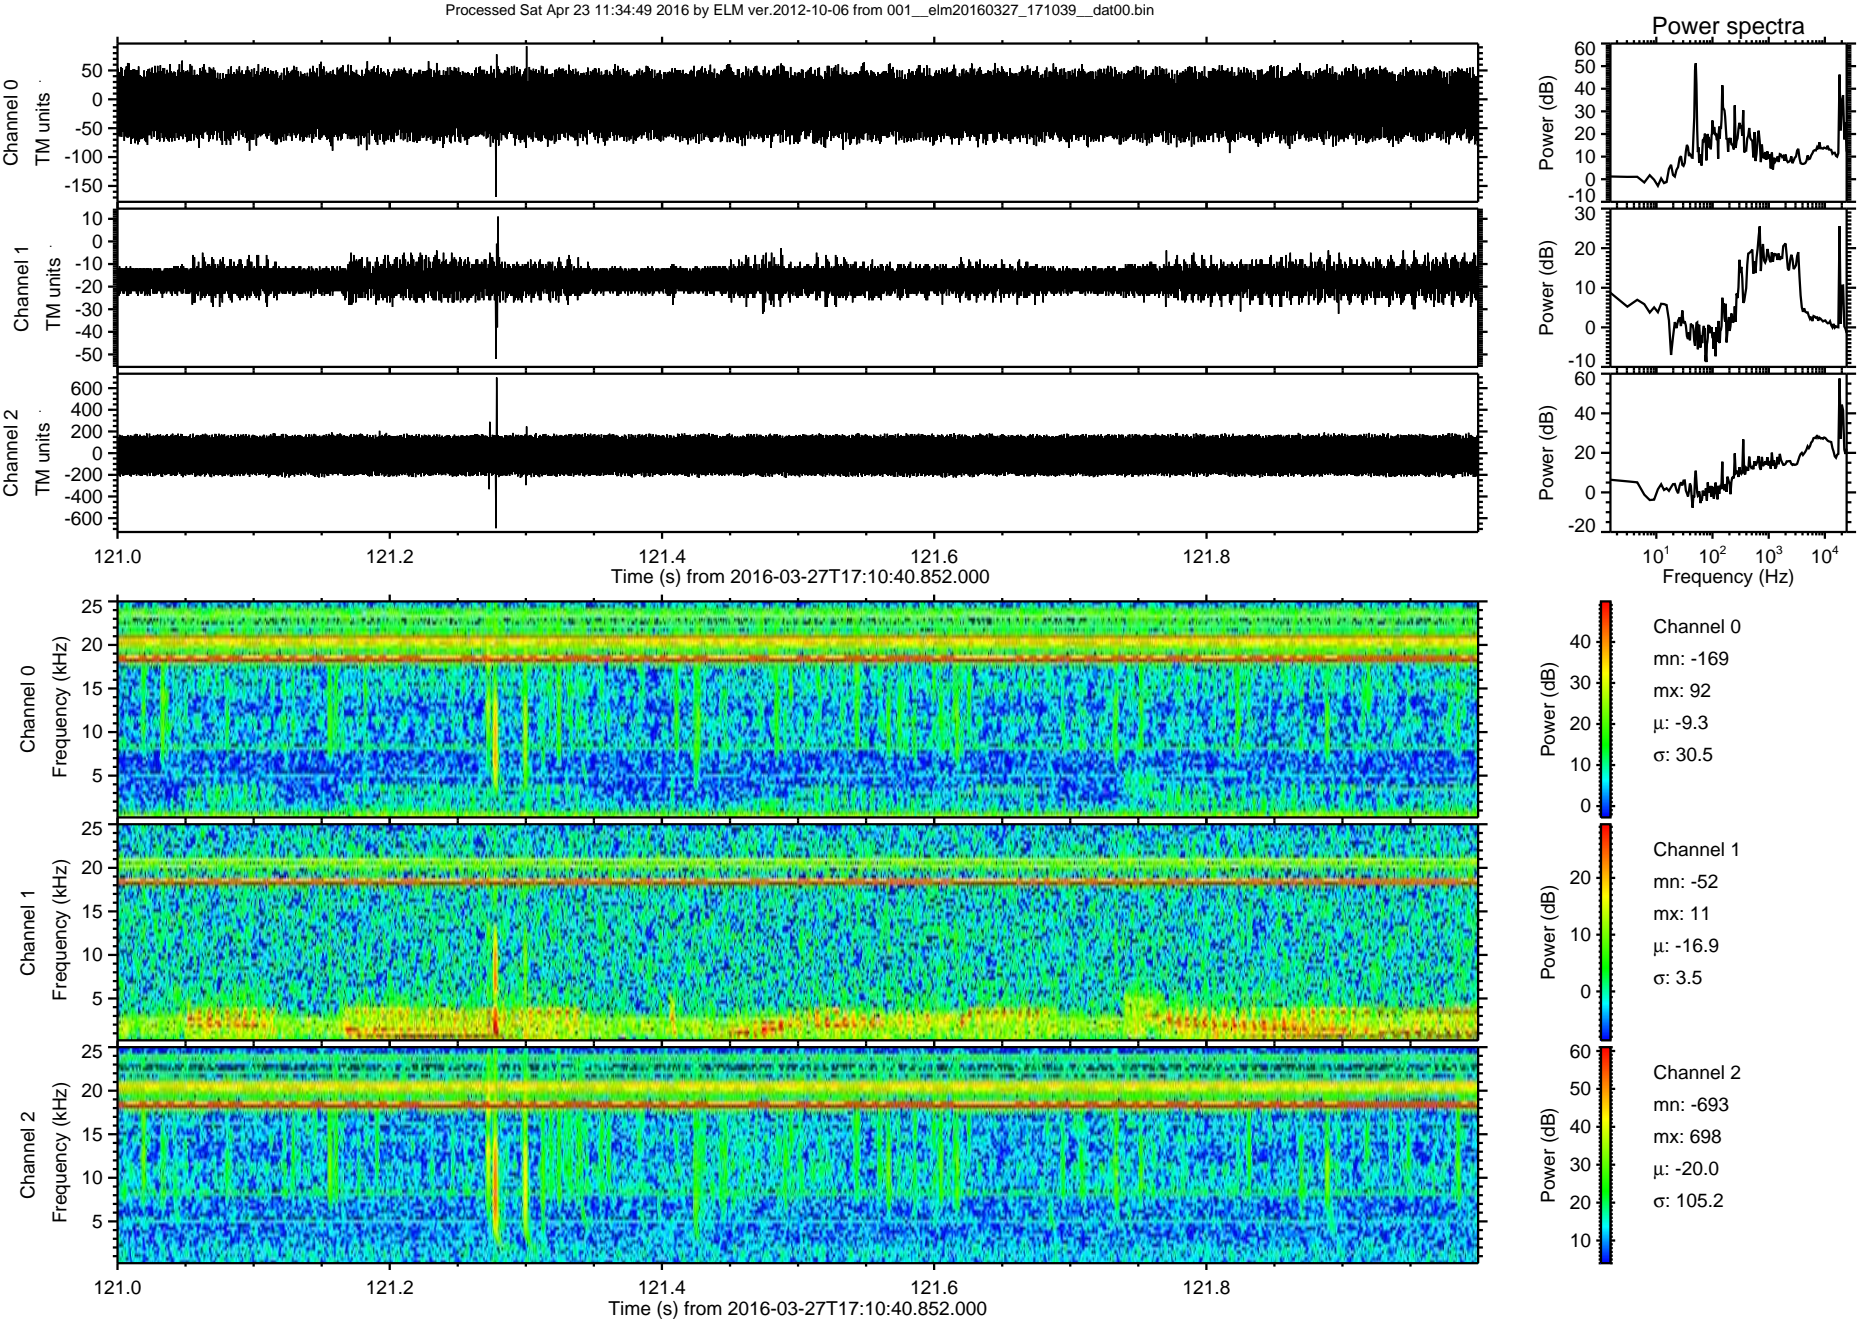 Processed Sat Apr 23 11:34:49 2016 by ELM ver.2012-10-06 from 001__elm20160327_171039__dat00.bin
Power spectra
Channel 0
TM units
50
0
-50
-100
-150
Power (dB)
60
50
40
30
20
10
0
-10
Channel 1
TM units
10
0
-10
-20
-30
-40
-50
Power (dB)
30
20
10
0
-10
Channel 2
TM units
600
400
200
0
-200
-400
-600
Power (dB)
60
40
20
0
-20
121.0 121.2 121.4 121.6 121.8
Time (s) from 2016-03-27T17:10:40.852.000
10¹ 10² 10³ 10⁴
Frequency (Hz)
Channel 0
Frequency (kHz)
25
20
15
10
5
Power (dB)
40
30
20
10
0
Channel 0
mn: -169
mx: 92
μ: -9.3
σ: 30.5
Channel 1
Frequency (kHz)
25
20
15
10
5
Power (dB)
20
10
0
Channel 1
mn: -52
mx: 11
μ: -16.9
σ: 3.5
Channel 2
Frequency (kHz)
25
20
15
10
5
Power (dB)
60
50
40
30
20
10
Channel 2
mn: -693
mx: 698
μ: -20.0
σ: 105.2
121.0 121.2 121.4 121.6 121.8
Time (s) from 2016-03-27T17:10:40.852.000